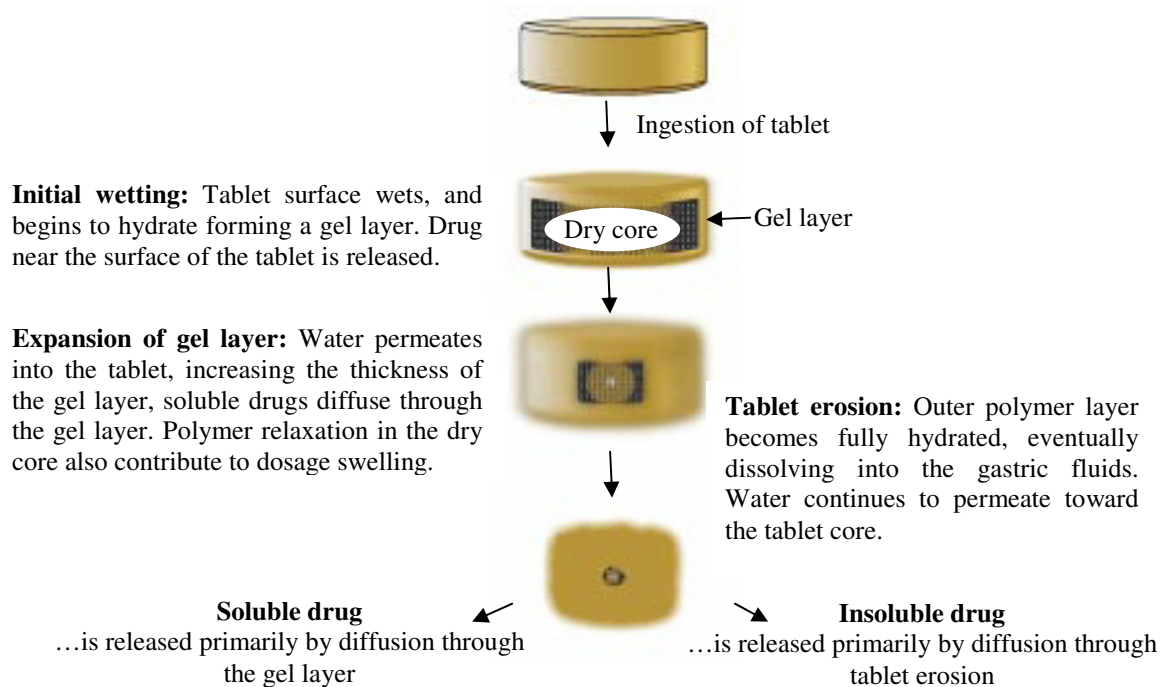 Ingestion of tablet
Initial wetting: Tablet surface wets, and
begins to hydrate forming a gel layer. Drug
near the surface of the tablet is released.
Dry core
Gel layer
Expansion of gel layer: Water permeates
into the tablet, increasing the thickness of
the gel layer, soluble drugs diffuse through
the gel layer. Polymer relaxation in the dry
core also contribute to dosage swelling.
Tablet erosion: Outer polymer layer
becomes fully hydrated, eventually
dissolving into the gastric fluids.
Water continues to permeate toward
the tablet core.
Soluble drug
…is released primarily by diffusion through
the gel layer
Insoluble drug
…is released primarily by diffusion through
tablet erosion